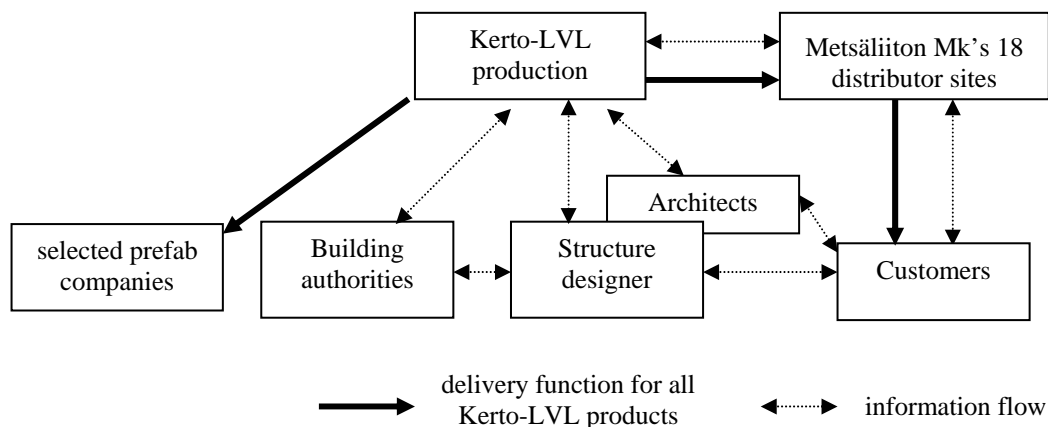 Kerto-LVL
production
Metsäliiton Mk's 18
distributor sites
Architects
selected prefab
companies
Building
authorities
Structure
designer
Customers
delivery function for all
Kerto-LVL products
information flow